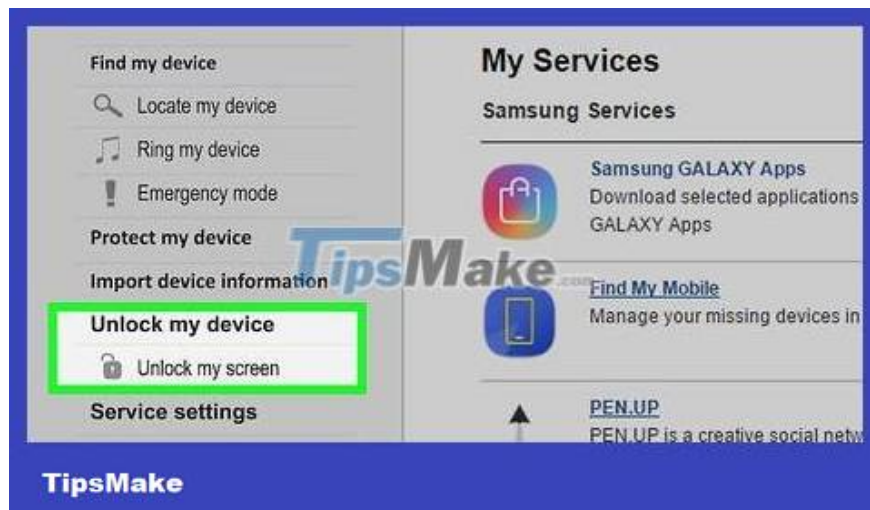 Find my device
Locate my device
Ring my device
Emergency mode
Protect my device
Import device information
Unlock my device
Unlock my screen
Service settings
My Services
Samsung Services
Samsung GALAXY Apps
Download selected applications
GALAXY Apps
Find My Mobile
Manage your missing devices in
PEN.UP
PEN.UP is a creative social netw
TipsMake.com
TipsMake